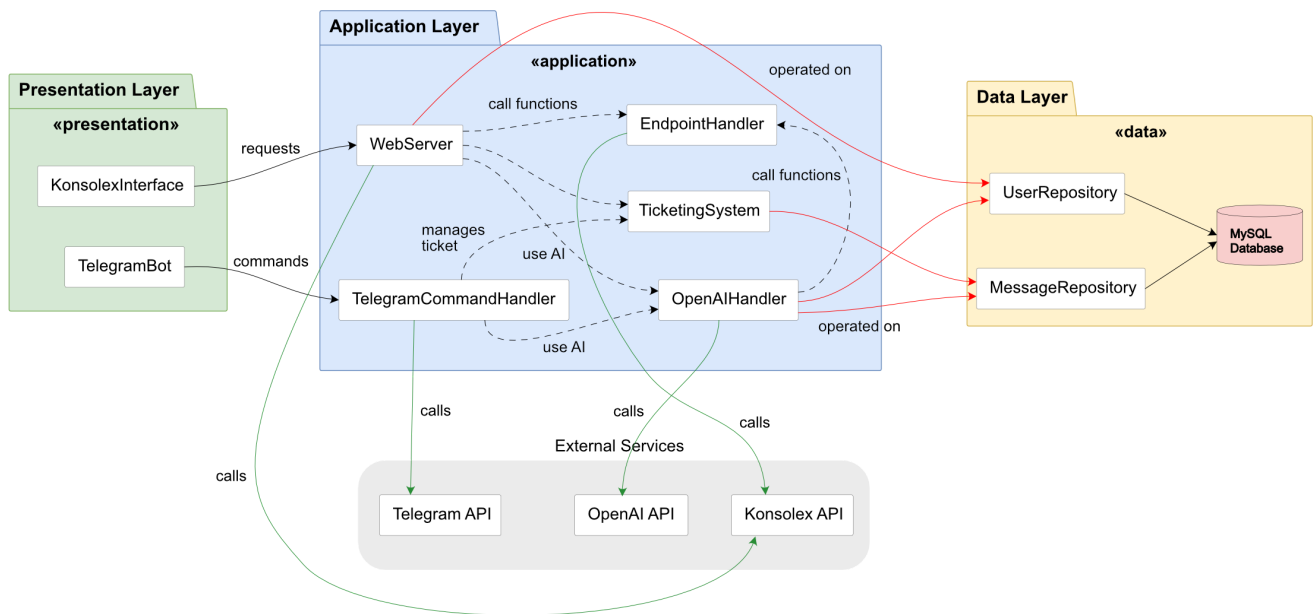 Presentation Layer
«presentation»
KonsolexInterface
TelegramBot
requests
commands
Application Layer
«application»
WebServer
call functions
EndpointHandler
call functions
TicketingSystem
manages
ticket
use AI
TelegramCommandHandler
OpenAIHandler
use AI
operated on
operated on
Data Layer
«data»
UserRepository
MessageRepository
MySQL
Database
calls
calls
calls
calls
External Services
Telegram API
OpenAI API
Konsolex API